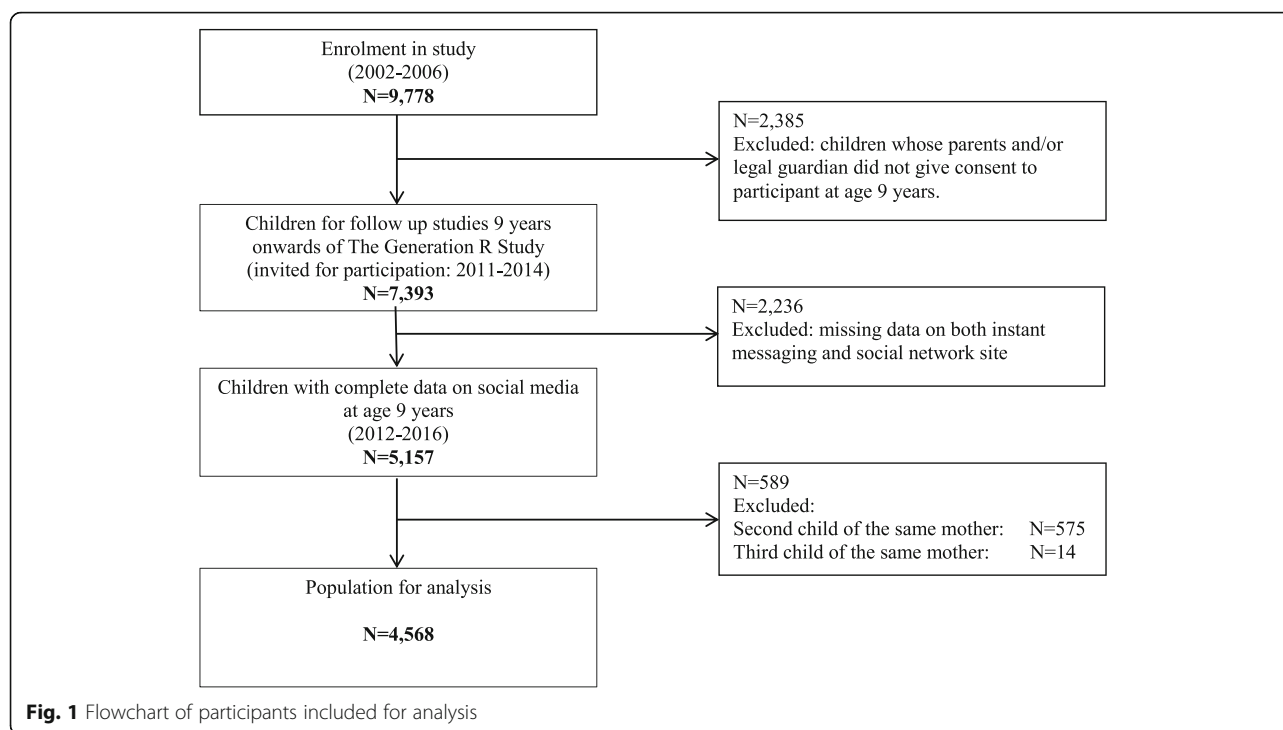 Enrolment in study
(2002-2006)
N=9,778
N=2,385
Excluded: children whose parents and/or
legal guardian did not give consent to
participant at age 9 years.
Children for follow up studies 9 years
onwards of The Generation R Study
(invited for participation: 2011-2014)
N=7,393
N=2,236
Excluded: missing data on both instant
messaging and social network site
Children with complete data on social media
at age 9 years
(2012-2016)
N=5,157
N=589
Excluded:
Second child of the same mother: N=575
Third child of the same mother: N=14
Population for analysis
N=4,568
Fig. 1 Flowchart of participants included for analysis